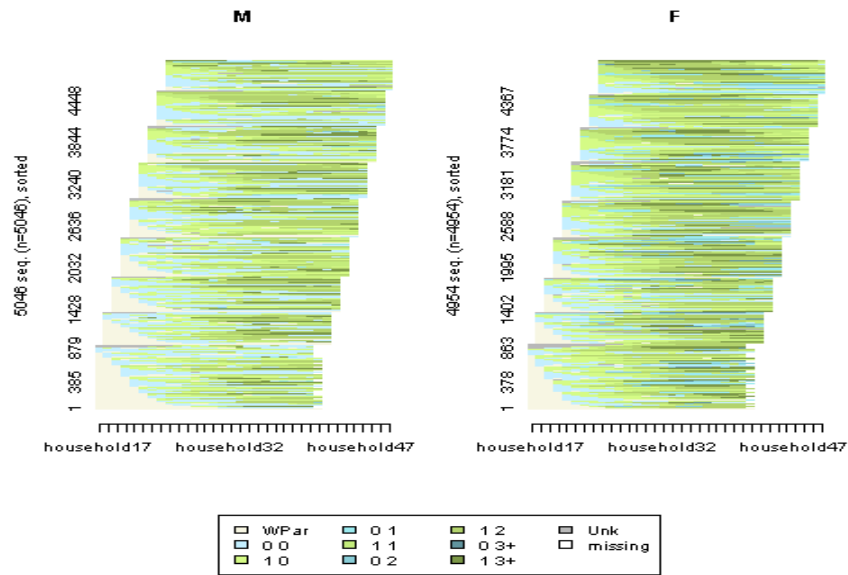 M
F
5046 seq. (n=5046), sorted
1 385 879 1428 2032 2636 3240 3844 4448
4954 seq. (n=4954), sorted
1 378 863 1402 1995 2588 3181 3774 4367
household17 household32 household47
household17 household32 household47
WPar 0 1 1 2 Unk
0 0 1 1 0 3+ missing
1 0 0 2 1 3+